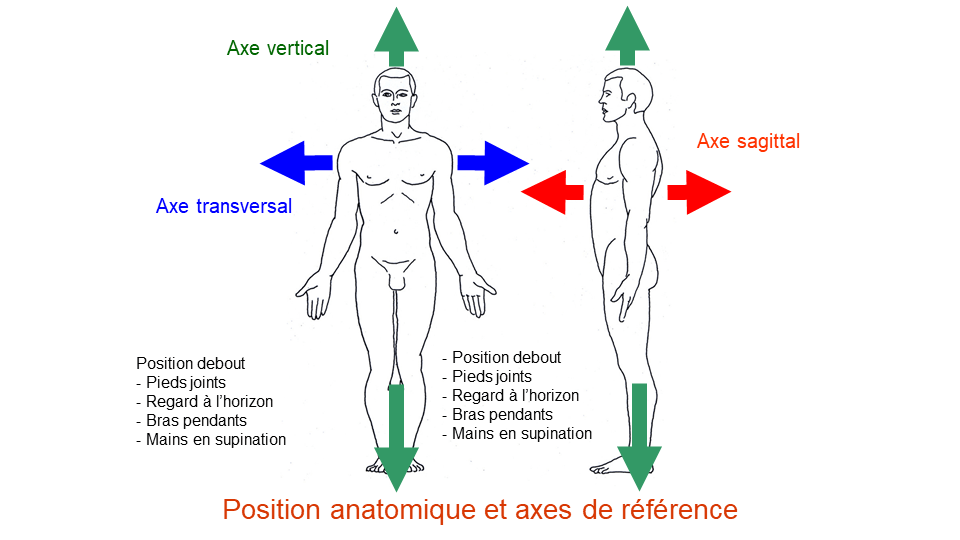 Axe vertical
Axe sagittal
Axe transversal
Position debout
- Pieds joints
- Regard à l’horizon
- Bras pendants
- Mains en supination
- Position debout
- Pieds joints
- Regard à l’horizon
- Bras pendants
- Mains en supination
Position anatomique et axes de référence